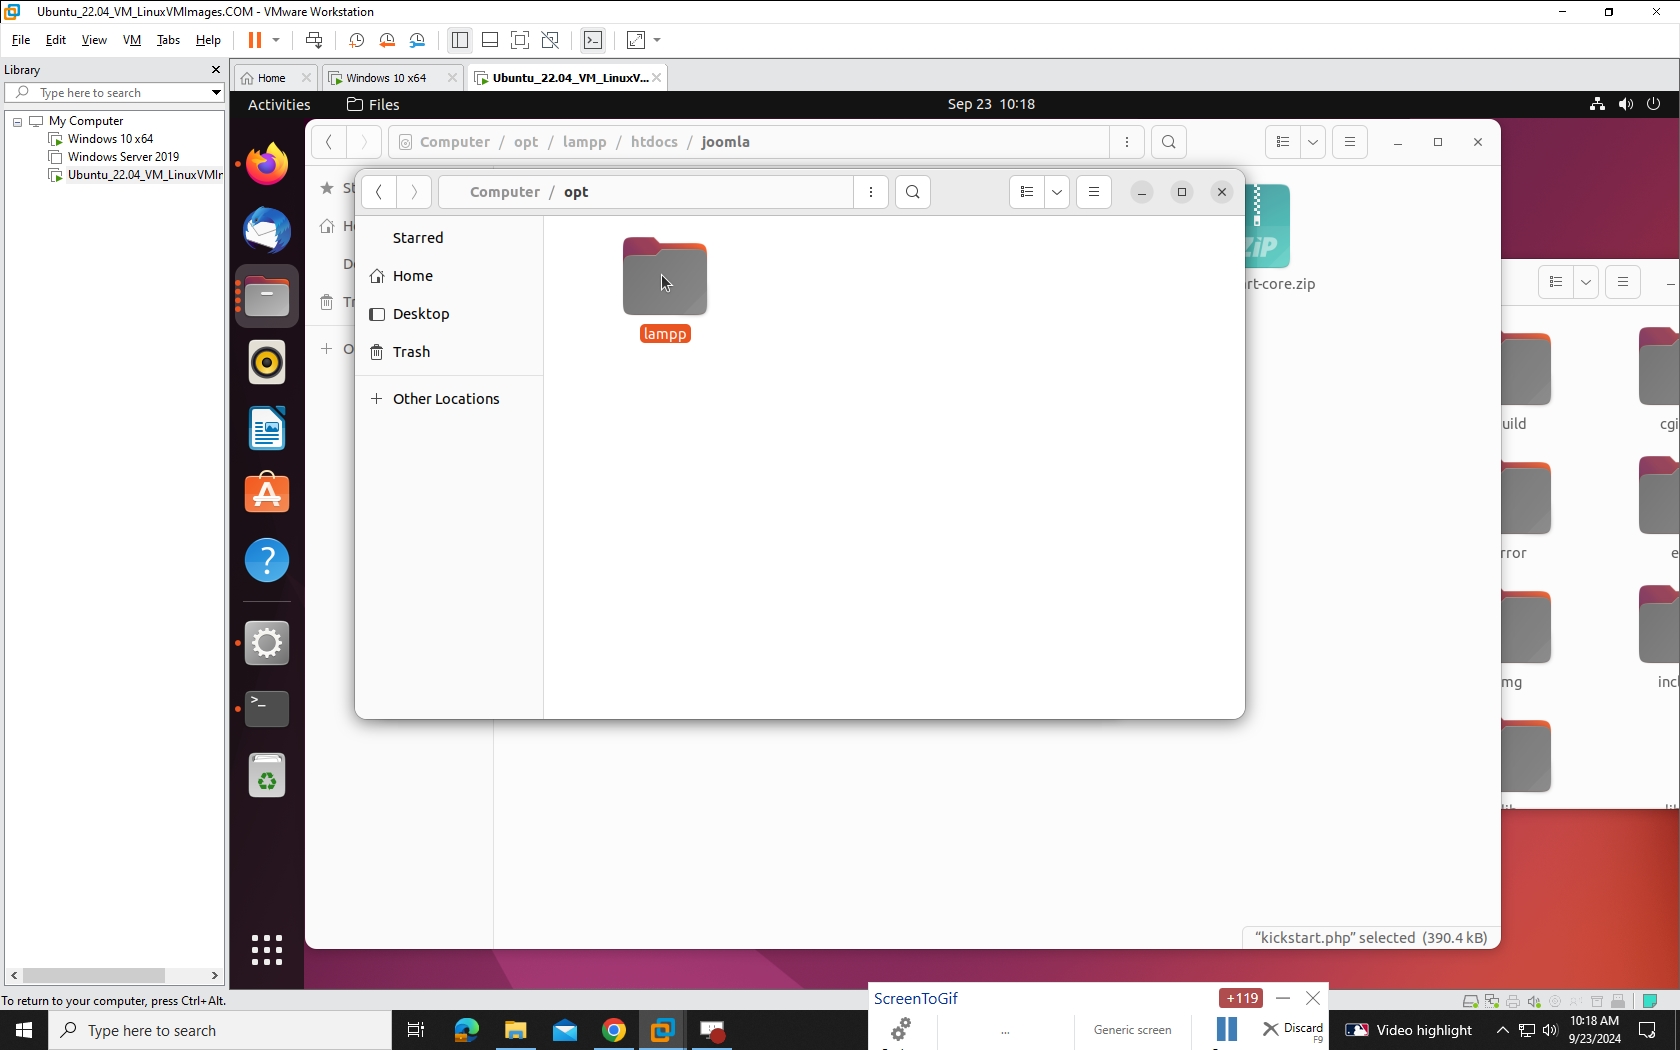 Ubuntu_22.04_VM_LinuxVMImages.COM - VMware Workstation
File Edit View VM Tabs Help
Library
Type here to search
My Computer
Windows 10 x64
Windows Server 2019
Ubuntu_22.04_VM_LinuxVMIr
Home
Windows 10 x64
Ubuntu_22.04_VM_LinuxV...
Activities
Files
Sep 23 10:18
Computer / opt / lampp / htdocs / joomla
St
H
D
Tr
O
Computer / opt
Starred
Home
Desktop
Trash
Other Locations
lampp
ZIP
rt-core.zip
uild
cgi
rror
e
mg
incl
"kickstart.php" selected (390.4 kB)
To return to your computer, press Ctrl+Alt.
ScreenToGif
+119
...
Generic screen
Discard
F9
Type here to search
Video highlight
10:18 AM
9/23/2024